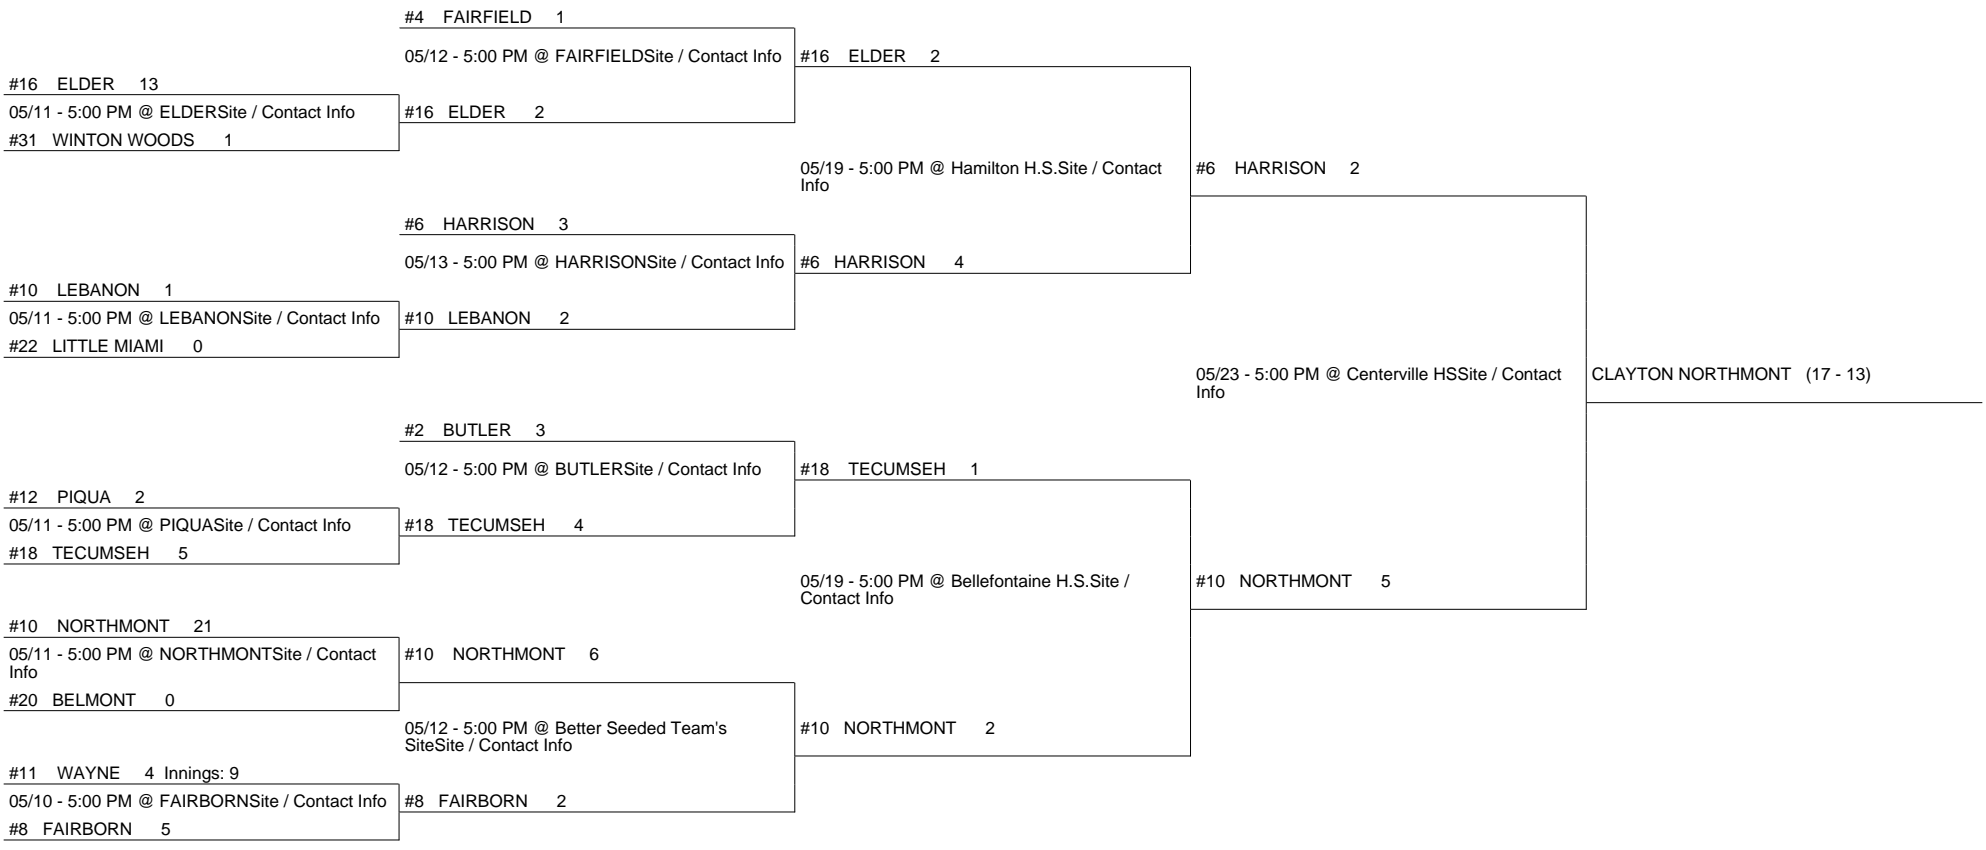 #4 FAIRFIELD 1
05/12 - 5:00 PM @ FAIRFIELDSite / Contact Info
#16 ELDER 2
#16 ELDER 13
05/11 - 5:00 PM @ ELDERSite / Contact Info
#16 ELDER 2
#31 WINTON WOODS 1
05/19 - 5:00 PM @ Hamilton H.S.Site / Contact
Info
#6 HARRISON 2
#6 HARRISON 3
05/13 - 5:00 PM @ HARRISONSite / Contact Info
#6 HARRISON 4
#10 LEBANON 1
05/11 - 5:00 PM @ LEBANONSite / Contact Info
#10 LEBANON 2
#22 LITTLE MIAMI 0
05/23 - 5:00 PM @ Centerville HSSite / Contact
Info
CLAYTON NORTHMONT (17 - 13)
#2 BUTLER 3
05/12 - 5:00 PM @ BUTLERSite / Contact Info
#18 TECUMSEH 1
#12 PIQUA 2
05/11 - 5:00 PM @ PIQUASite / Contact Info
#18 TECUMSEH 4
#18 TECUMSEH 5
05/19 - 5:00 PM @ Bellefontaine H.S.Site /
Contact Info
#10 NORTHMONT 5
#10 NORTHMONT 21
05/11 - 5:00 PM @ NORTHMONTSite / Contact
Info
#10 NORTHMONT 6
#20 BELMONT 0
05/12 - 5:00 PM @ Better Seeded Team's
SiteSite / Contact Info
#10 NORTHMONT 2
#11 WAYNE 4 Innings: 9
05/10 - 5:00 PM @ FAIRBORNSite / Contact Info
#8 FAIRBORN 2
#8 FAIRBORN 5